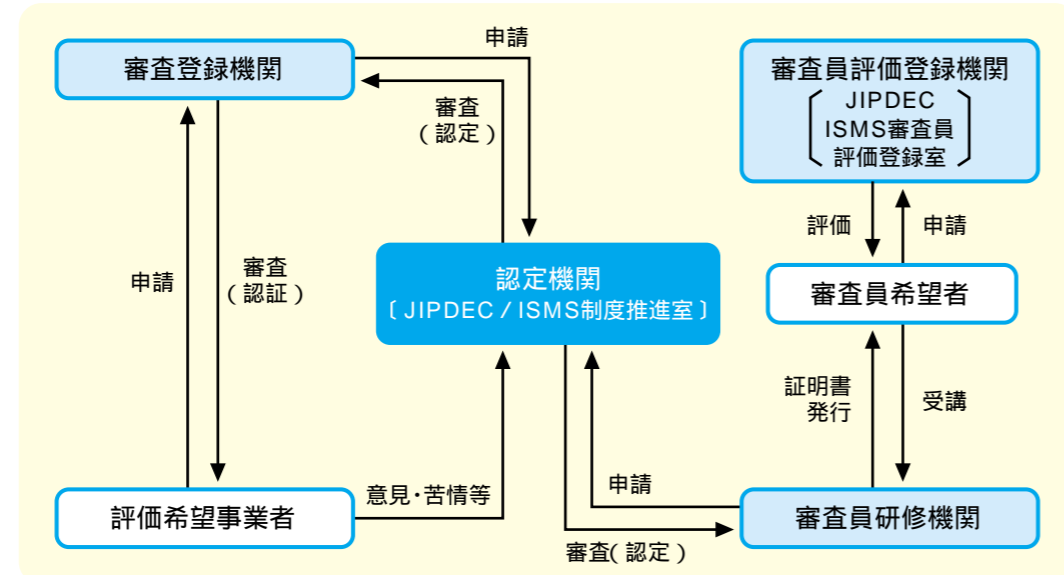 申請
審査登録機関
審査
(認定)
審査員評価登録機関
JIPDEC
ISMS審査員
評価登録室
評価
申請
申請
審査
(認証)
認定機関
〔JIPDEC/ISMS制度推進室〕
審査員希望者
証明書
発行
受講
評価希望事業者
意見・苦情等
申請
審査(認定)
審査員研修機関